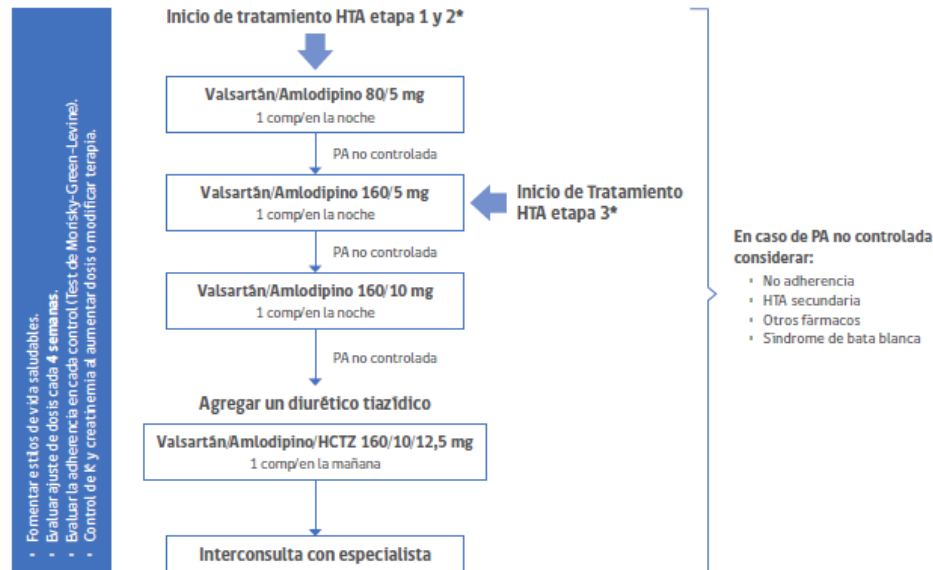 Inicio de tratamiento HTA etapa 1 y 2*
Valsartán/Amlodipino 80/5 mg
1 comp/en la noche
PA no controlada
Valsartán/Amlodipino 160/5 mg
1 comp/en la noche
Inicio de Tratamiento
HTA etapa 3*
PA no controlada
Valsartán/Amlodipino 160/10 mg
1 comp/en la noche
PA no controlada
Agregar un diurético tiazídico
Valsartán/Amlodipino/HCTZ 160/10/12,5 mg
1 comp/en la mañana
Interconsulta con especialista
En caso de PA no controlada
considerar:
• No adherencia
• HTA secundaria
• Otros fármacos
• Síndrome de bata blanca
• Fomentar estilos de vida saludables.
• Evaluar ajuste de dosis cada 4 semanas.
• Evaluar la adherencia en cada control (Test de Morisky-Green-Levine).
• Control de K y creatinemia al aumentar dosis o modificar terapia.